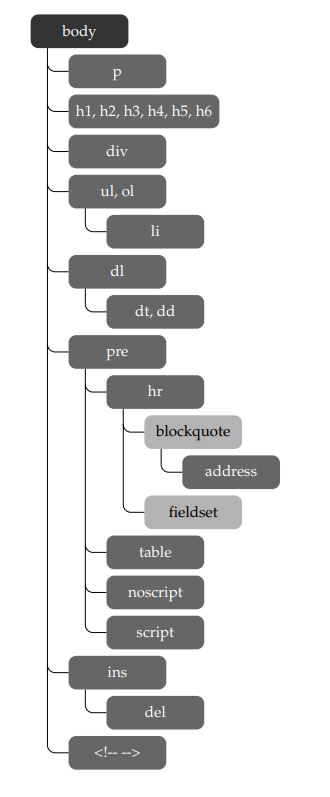 body
p
h1, h2, h3, h4, h5, h6
div
ul, ol
li
dl
dt, dd
pre
hr
blockquote
address
fieldset
table
noscript
script
ins
del
<!-- -->